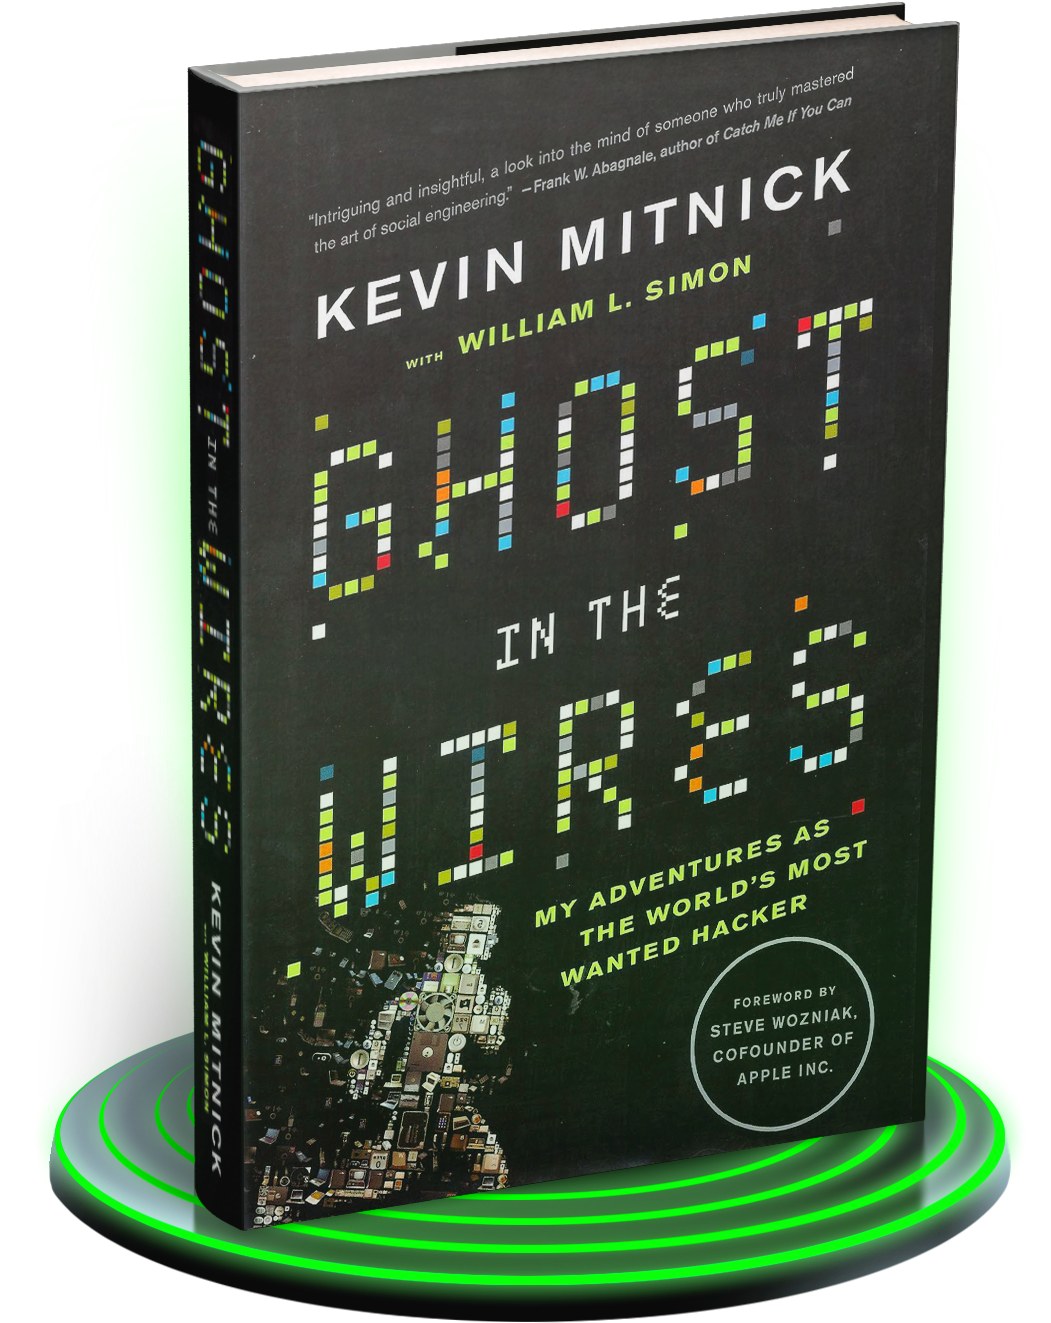 “Intriguing and insightful, a look into the mind of someone who truly mastered
the art of social engineering.” —Frank W. Abagnale, author of Catch Me If You Can
KEVIN MITNICK
WITH WILLIAM L. SIMON
GHOST
IN THE
WIRES
MY ADVENTURES AS
THE WORLD’S MOST
WANTED HACKER
FOREWORD BY
STEVE WOZNIAK,
COFOUNDER OF
APPLE INC.
GHOST IN THE WIRES
KEVIN MITNICK
WITH WILLIAM L. SIMON